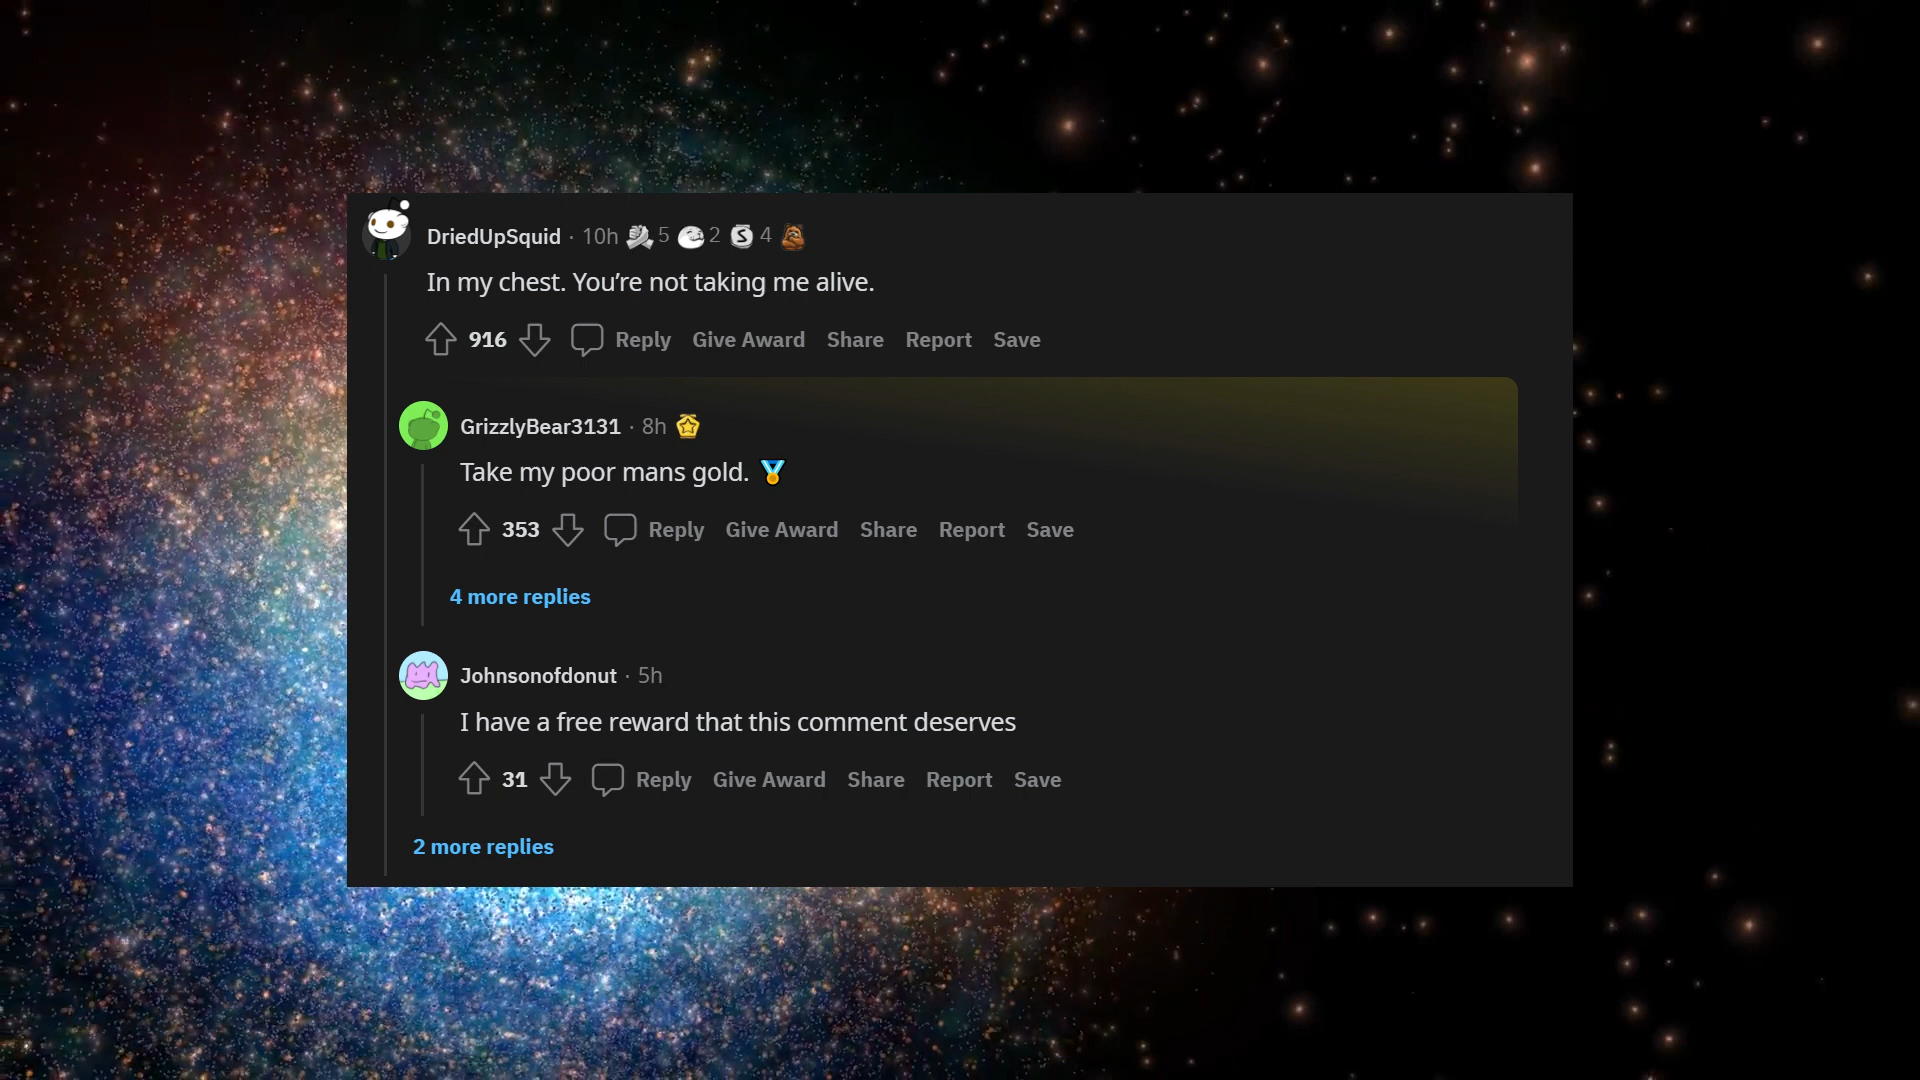 DriedUpSquid · 10h 5 2 S 4
In my chest. You’re not taking me alive.
916 Reply Give Award Share Report Save
GrizzlyBear3131 · 8h
Take my poor mans gold. 🏅
353 Reply Give Award Share Report Save
4 more replies
Johnsonofdonut · 5h
I have a free reward that this comment deserves
31 Reply Give Award Share Report Save
2 more replies